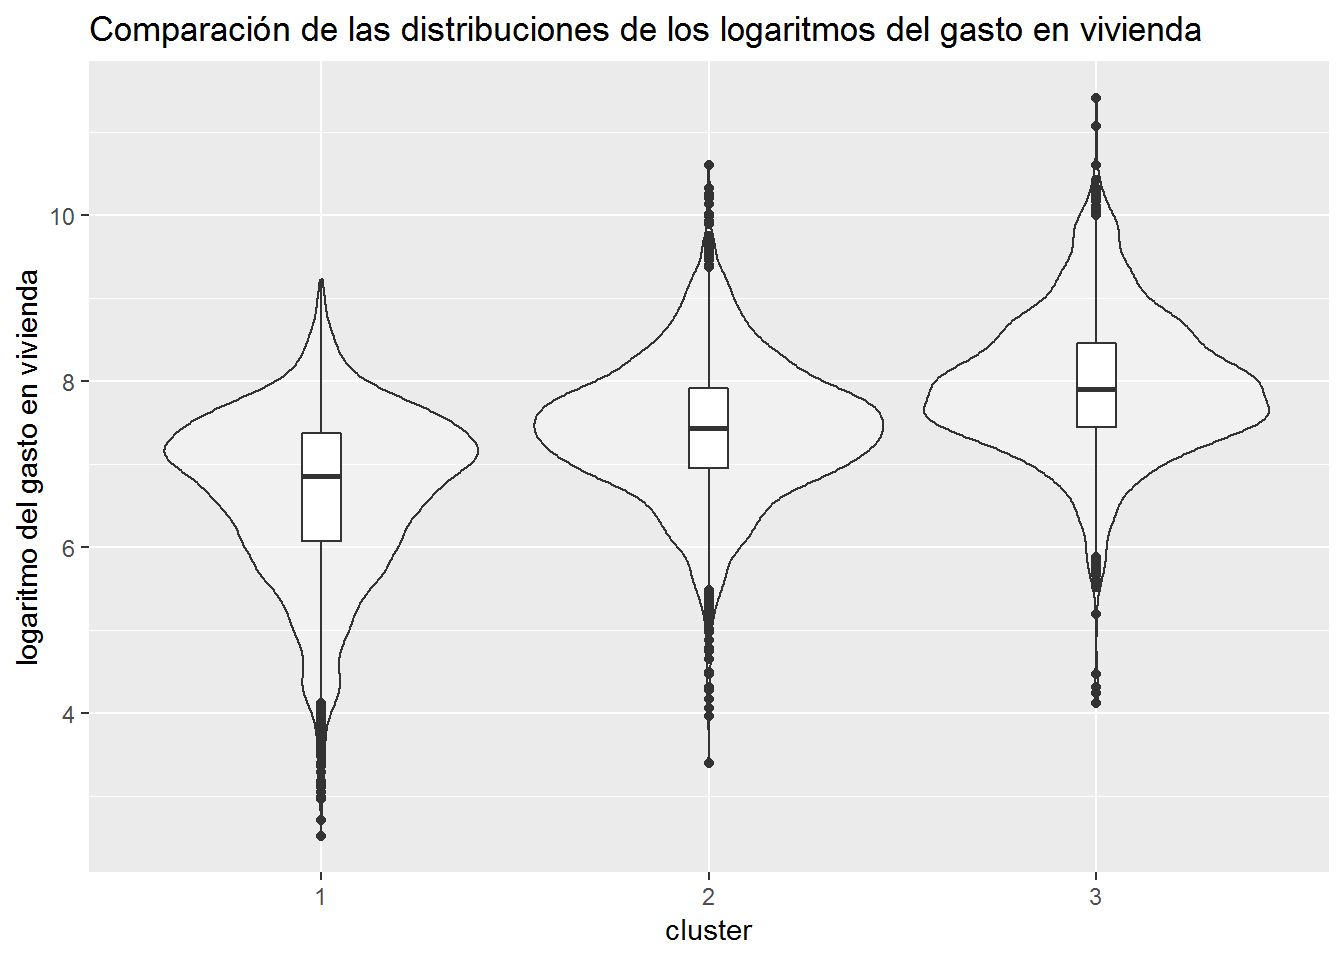 Comparación de las distribuciones de los logaritmos del gasto en vivienda
logaritmo del gasto en vivienda
10
8
6
4
1 2 3
cluster